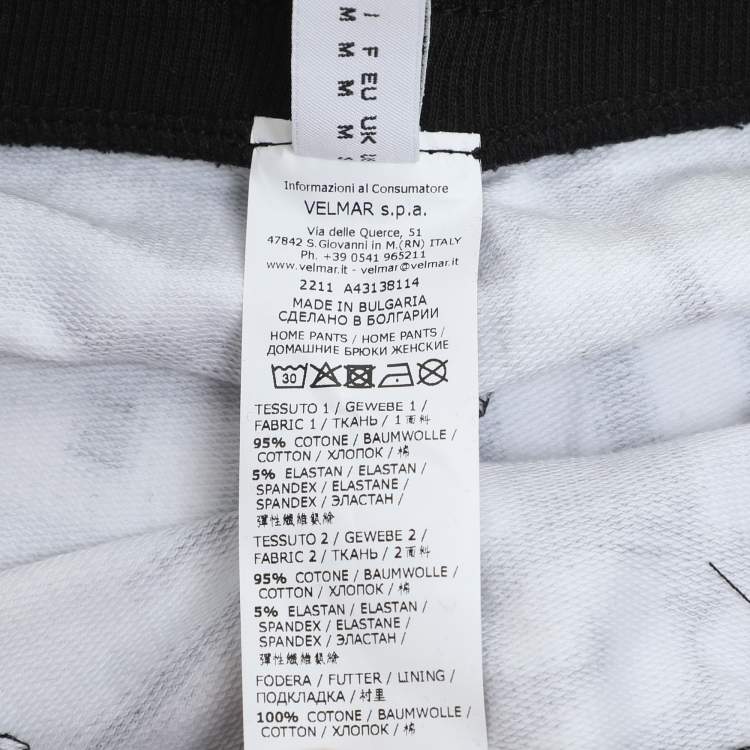 I F EU UK
M M M S
Informazioni al Consumatore
VELMAR s.p.a.
Via delle Querce, 51
47842 S.Giovanni in M.(RN) ITALY
Ph. +39 0541 965211
www.velmar.it - velmar@velmar.it
2211 A43138114
MADE IN BULGARIA
СДЕЛАНО В БОЛГАРИИ
HOME PANTS / HOME PANTS /
ДОМАШНИЕ БРЮКИ ЖЕНСКИЕ
30
TESSUTO 1 / GEWEBE 1 /
FABRIC 1 / ТКАНЬ / 1 面料
95% COTONE / BAUMWOLLE /
COTTON / ХЛОПОК / 棉
5% ELASTAN / ELASTAN /
SPANDEX / ELASTANE /
SPANDEX / ЭЛАСТАН /
彈性纖維氨綸
TESSUTO 2 / GEWEBE 2 /
FABRIC 2 / ТКАНЬ / 2 面料
95% COTONE / BAUMWOLLE /
COTTON / ХЛОПОК / 棉
5% ELASTAN / ELASTAN /
SPANDEX / ELASTANE /
SPANDEX / ЭЛАСТАН /
彈性纖維氨綸
FODERA / FUTTER / LINING /
ПОДКЛАДКА / 衬里
100% COTONE / BAUMWOLLE /
COTTON / ХЛОПОК / 棉